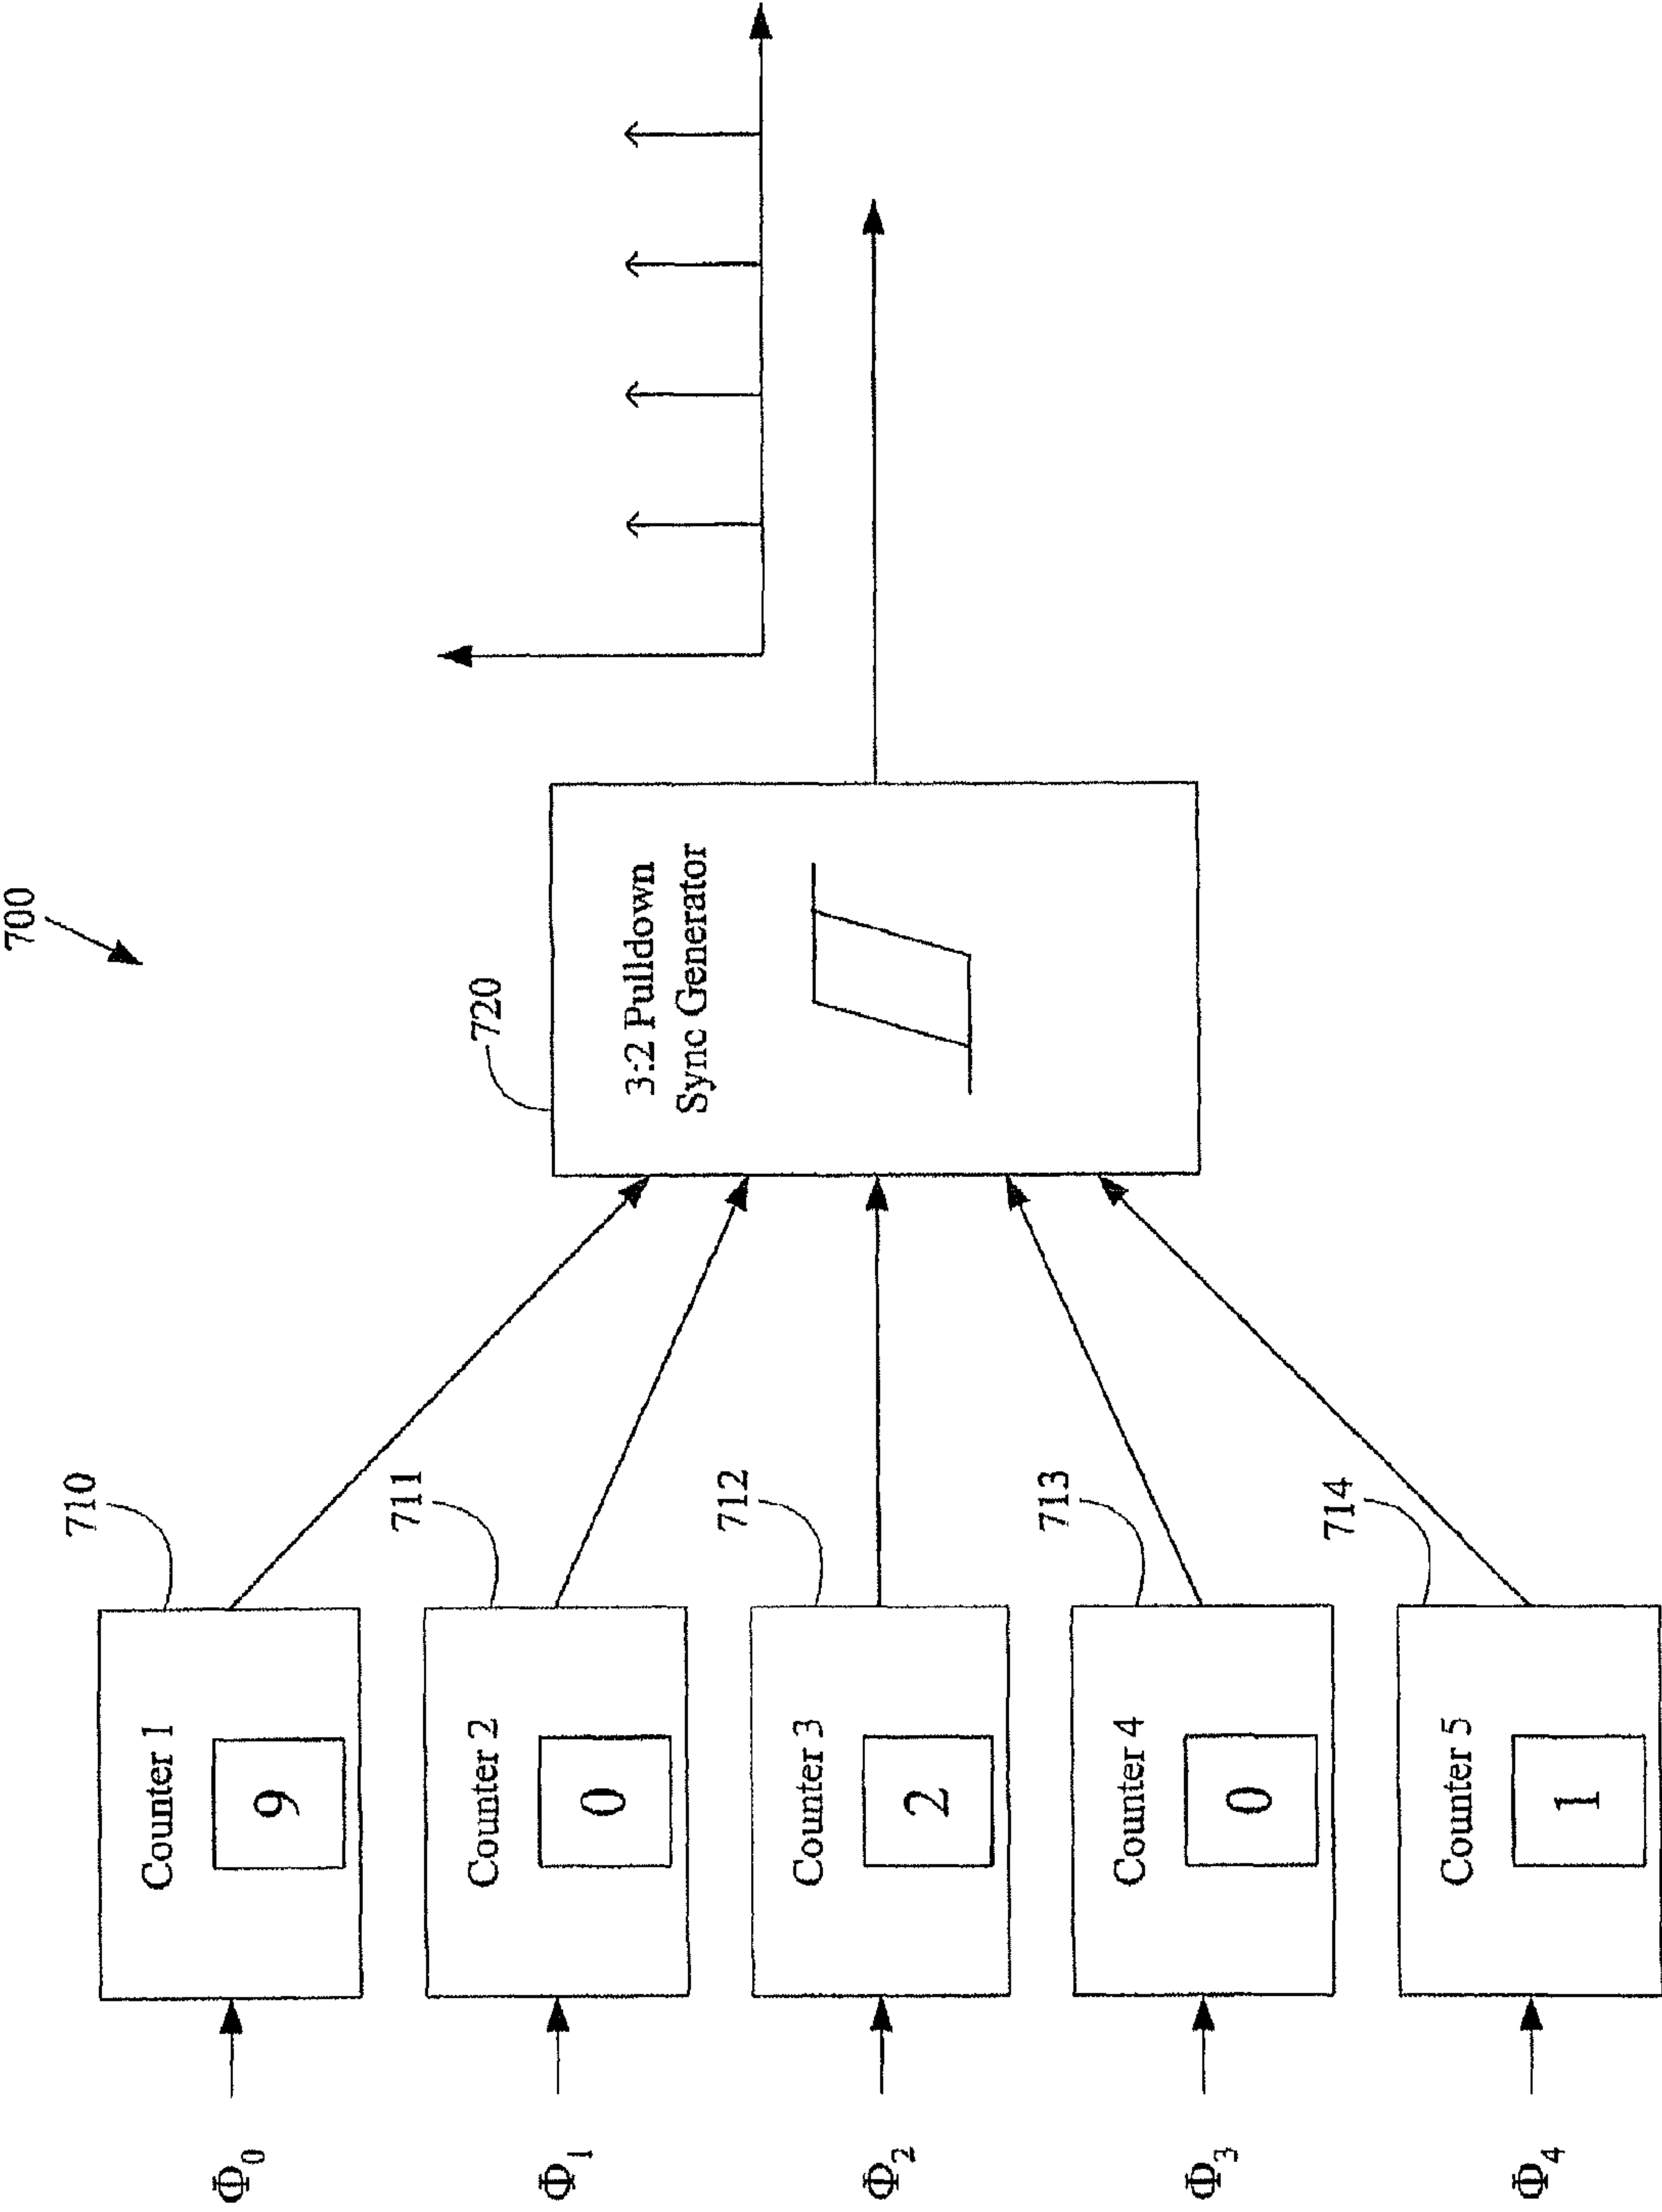 700
710
Counter 1
9
Φ0
711
Counter 2
0
Φ1
712
Counter 3
2
Φ2
713
Counter 4
0
Φ3
714
Counter 5
1
Φ4
720
3:2 Pulldown
Sync Generator